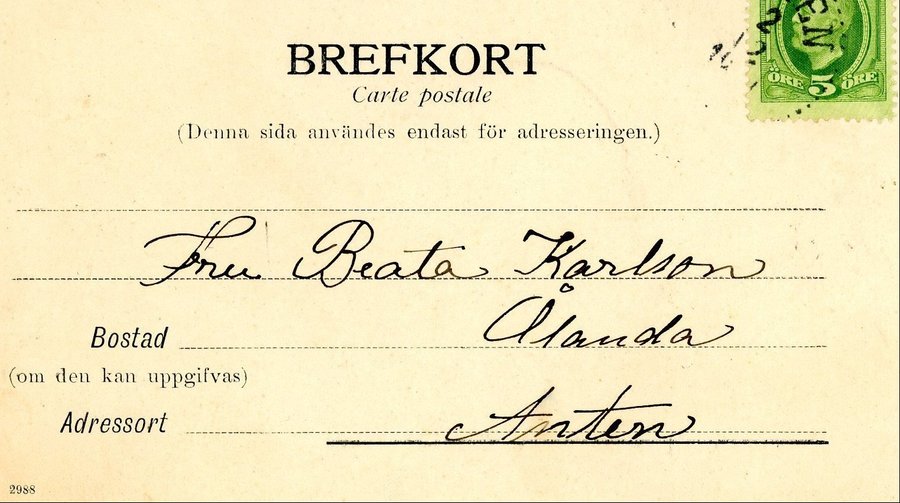 BREFKORT
Carte postale
(Denna sida användes endast för adresseringen.)
ÖRE 5 ÖRE
Fru Beata Karlson
Bostad Ålanda
(om den kan uppgifvas)
Adressort Anten
2988